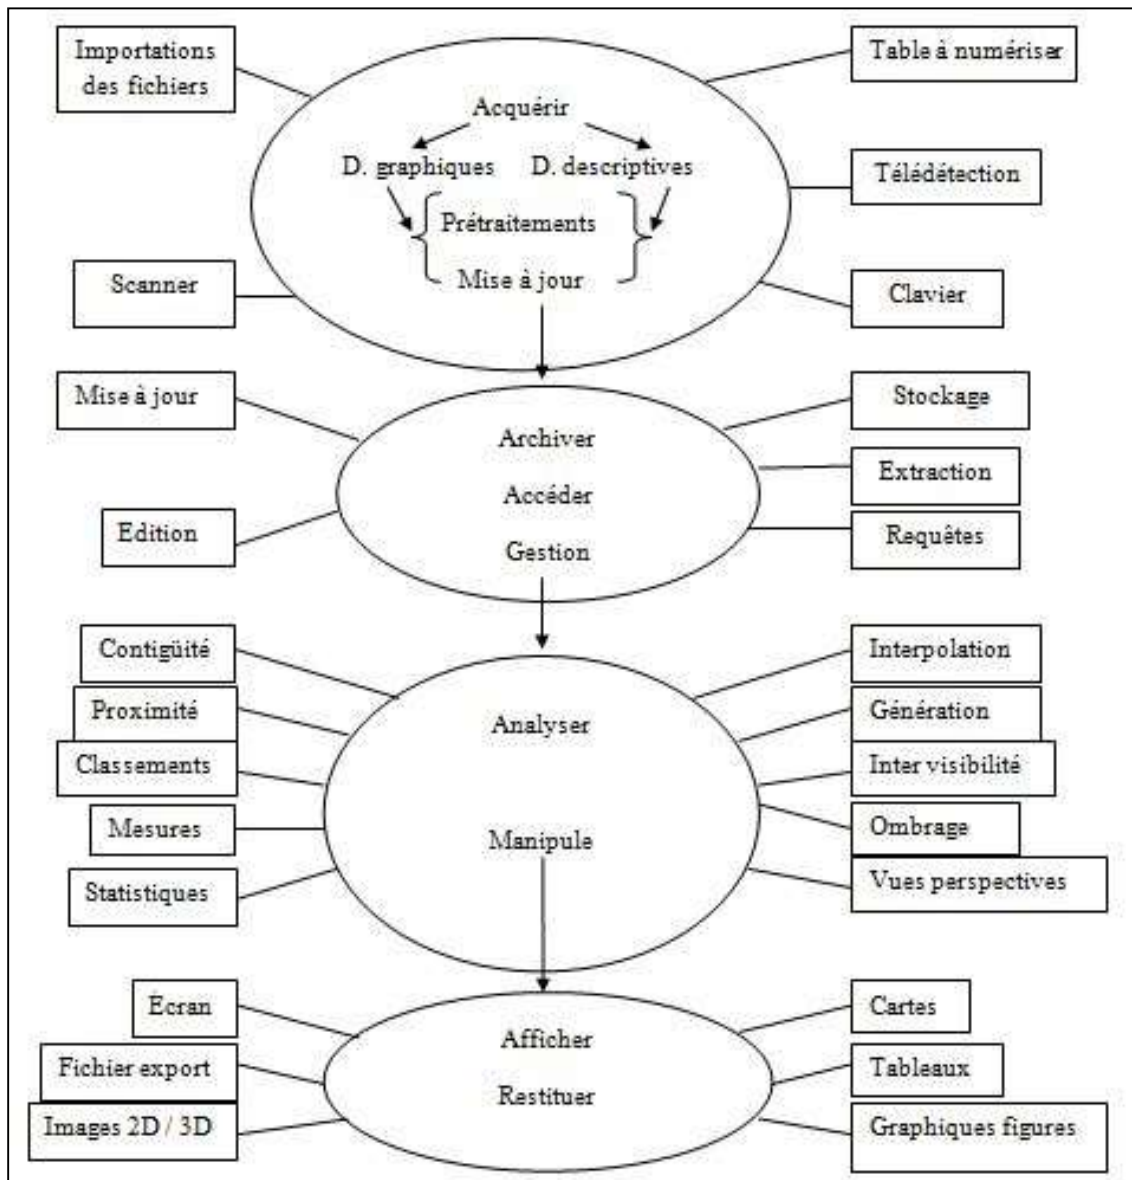 Importations
des fichiers
Table à numériser
Acquérir
D. graphiques
D. descriptives
Télédétection
Prétraitements
Mise à jour
Scanner
Clavier
Mise à jour
Stockage
Archiver
Extraction
Accéder
Edition
Requêtes
Gestion
Contigüité
Interpolation
Proximité
Génération
Analyser
Classements
Inter visibilité
Mesures
Ombrage
Manipule
Statistiques
Vues perspectives
Écran
Cartes
Afficher
Fichier export
Tableaux
Restituer
Images 2D / 3D
Graphiques figures